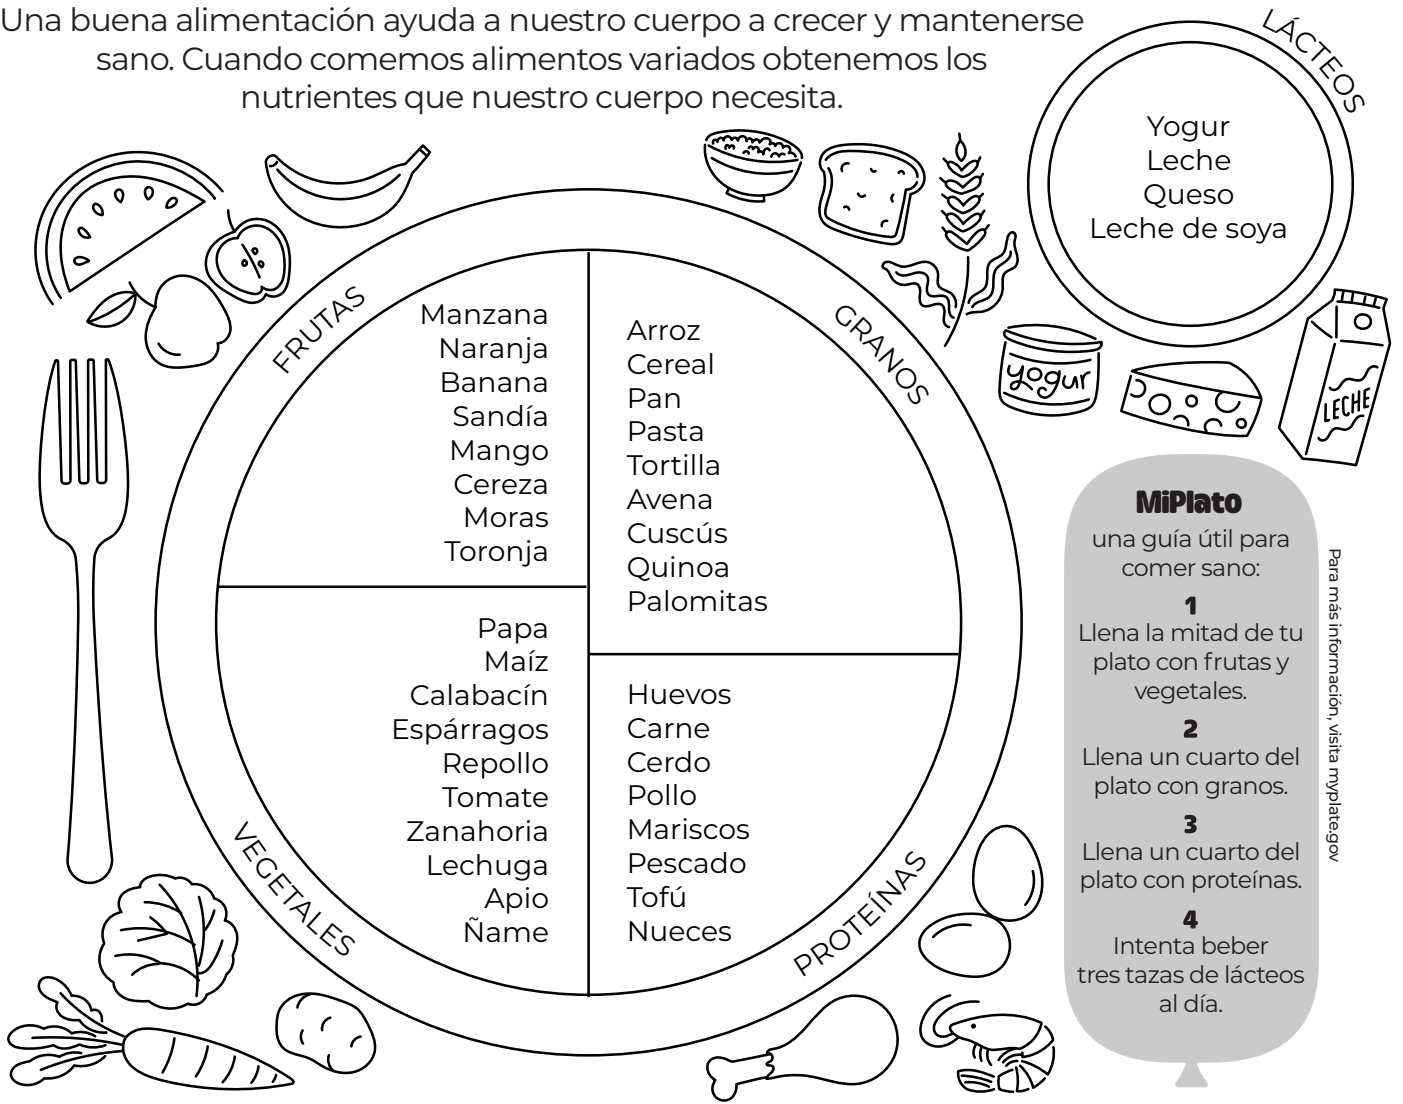 Una buena alimentación ayuda a nuestro cuerpo a crecer y mantenerse
sano. Cuando comemos alimentos variados obtenemos los
nutrientes que nuestro cuerpo necesita.
LÁCTEOS
Yogur
Leche
Queso
Leche de soya
FRUTAS
Manzana
Naranja
Banana
Sandía
Mango
Cereza
Moras
Toronja
GRANOS
Arroz
Cereal
Pan
Pasta
Tortilla
Avena
Cuscús
Quinoa
Palomitas
yogur
LECHE
VEGETALES
Papa
Maíz
Calabacín
Espárragos
Repollo
Tomate
Zanahoria
Lechuga
Apio
Ñame
PROTEÍNAS
Huevos
Carne
Cerdo
Pollo
Mariscos
Pescado
Tofú
Nueces
MiPlato
una guía útil para
comer sano:
1
Llena la mitad de tu
plato con frutas y
vegetales.
2
Llena un cuarto del
plato con granos.
3
Llena un cuarto del
plato con proteínas.
4
Intenta beber
tres tazas de lácteos
al día.
Para más información, visita myplate.gov